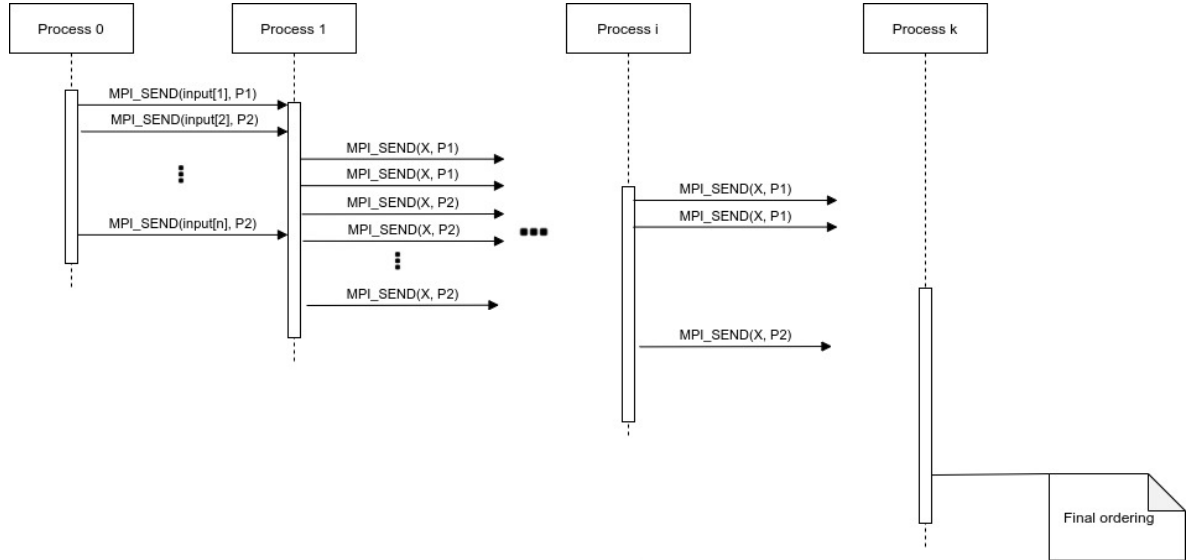 Process 0
Process 1
Process i
Process k
MPI_SEND(input[1], P1)
MPI_SEND(input[2], P2)
MPI_SEND(input[n], P2)
MPI_SEND(X, P1)
MPI_SEND(X, P1)
MPI_SEND(X, P2)
MPI_SEND(X, P2)
MPI_SEND(X, P2)
MPI_SEND(X, P1)
MPI_SEND(X, P1)
MPI_SEND(X, P2)
Final ordering